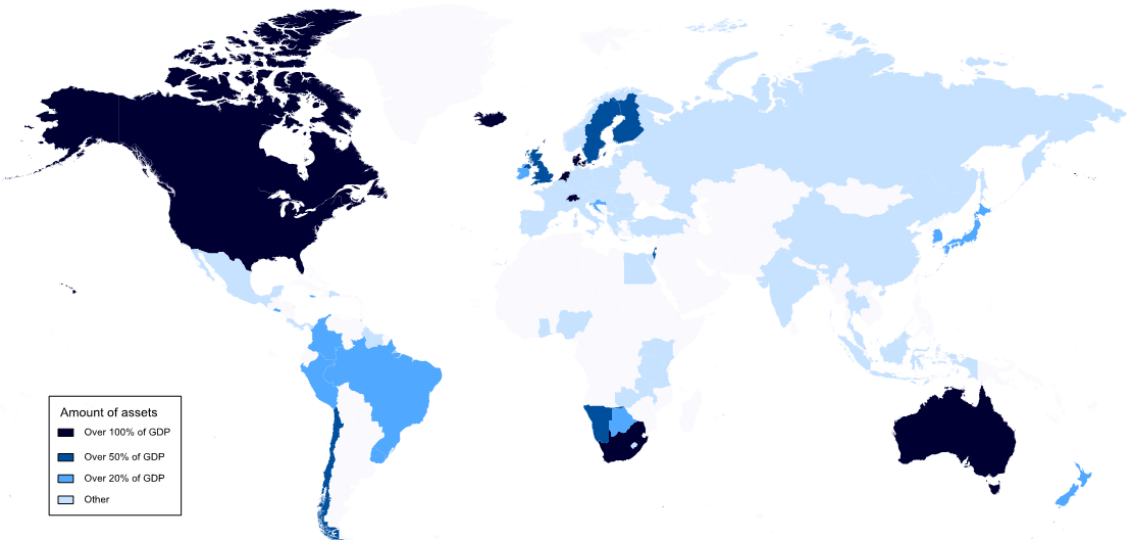 Amount of assets
Over 100% of GDP
Over 50% of GDP
Over 20% of GDP
Other